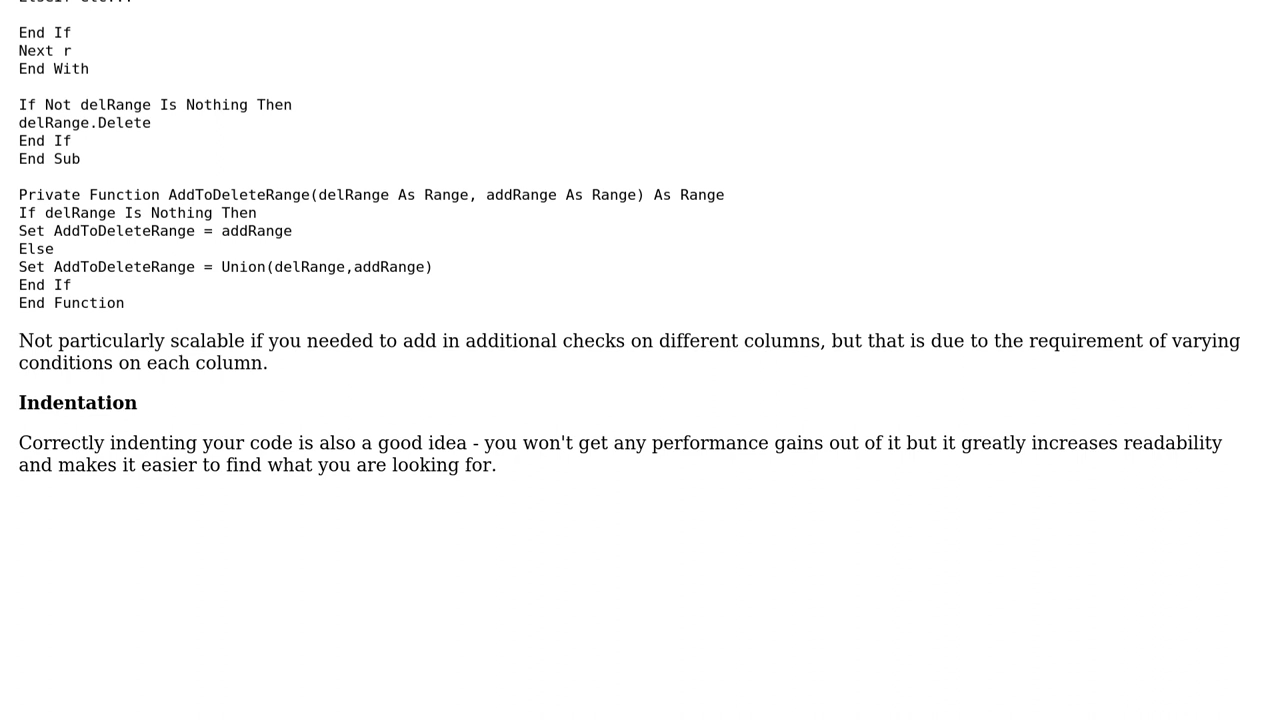 End If
Next r
End With
If Not delRange Is Nothing Then
delRange.Delete
End If
End Sub
Private Function AddToDeleteRange(delRange As Range, addRange As Range) As Range
If delRange Is Nothing Then
Set AddToDeleteRange = addRange
Else
Set AddToDeleteRange = Union(delRange,addRange)
End If
End Function
Not particularly scalable if you needed to add in additional checks on different columns, but that is due to the requirement of varying
conditions on each column.
Indentation
Correctly indenting your code is also a good idea - you won't get any performance gains out of it but it greatly increases readability
and makes it easier to find what you are looking for.